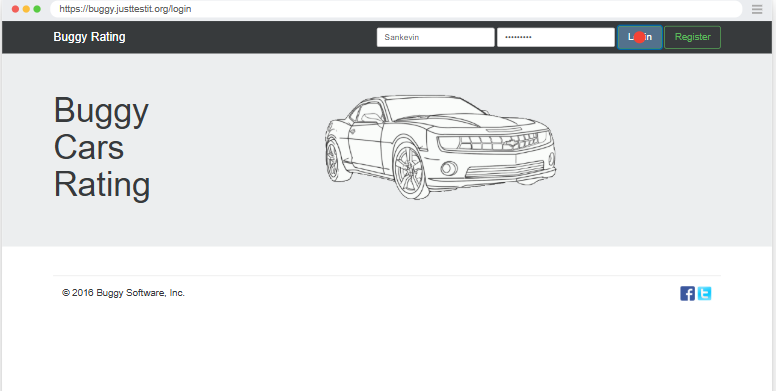 https://buggy.justtestit.org/login
Buggy Rating
Sankevin
•••••••••
Register
Buggy
Cars
Rating
© 2016 Buggy Software, Inc.